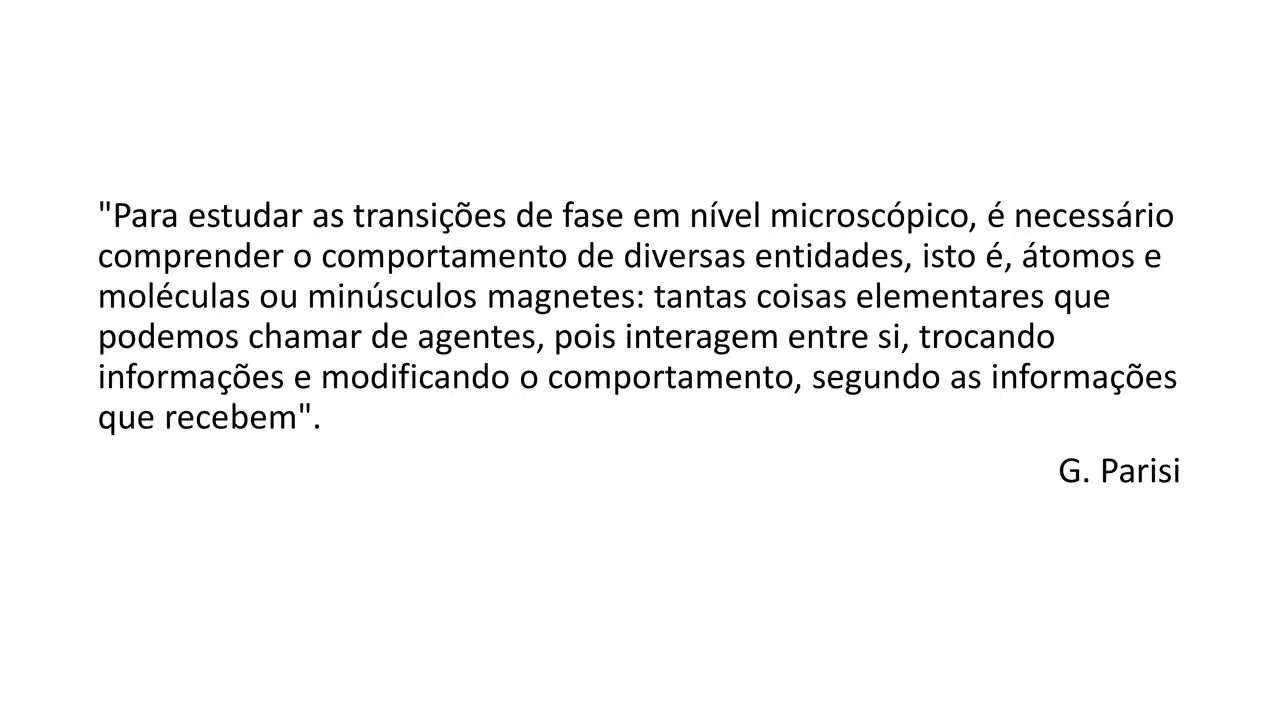 "Para estudar as transições de fase em nível microscópico, é necessário
comprender o comportamento de diversas entidades, isto é, átomos e
moléculas ou minúsculos magnetes: tantas coisas elementares que
podemos chamar de agentes, pois interagem entre si, trocando
informações e modificando o comportamento, segundo as informações
que recebem".
G. Parisi